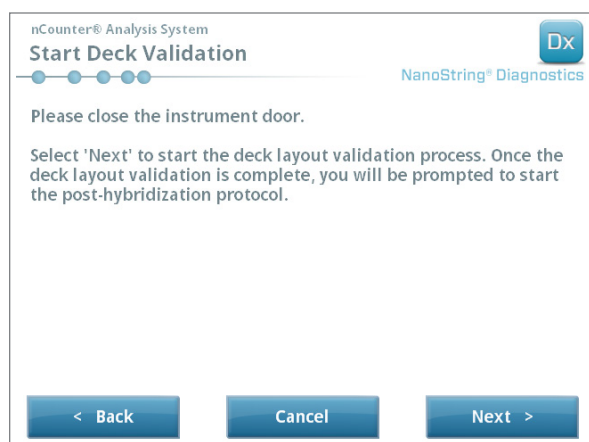 nCounter® Analysis System
Start Deck Validation
Dx
NanoString® Diagnostics
Please close the instrument door.
Select 'Next' to start the deck layout validation process. Once the
deck layout validation is complete, you will be prompted to start
the post-hybridization protocol.
< Back
Cancel
Next >